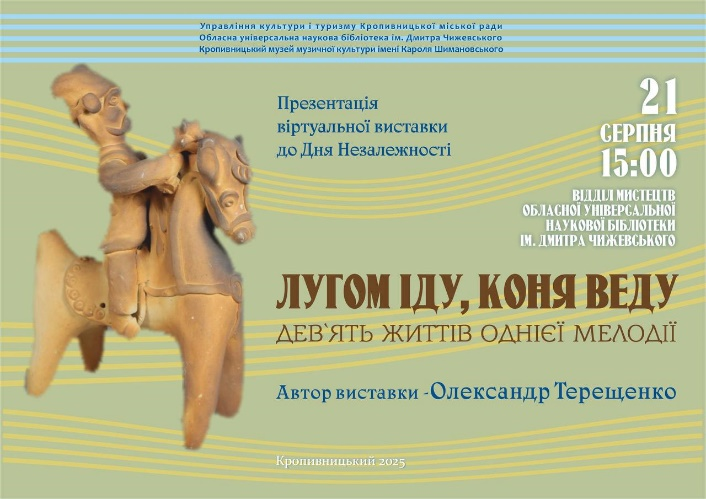 Управління культури і туризму Кропивницької міської ради
Обласна універсальна наукова бібліотека ім. Дмитра Чижевського
Кропивницький музей музичної культури імені Кароля Шимановського
Презентація
віртуальної виставки
до Дня Незалежності
21
СЕРПНЯ
15:00
ВІДДІЛ МИСТЕЦТВ
ОБЛАСНОЇ УНІВЕРСАЛЬНОЇ
НАУКОВОЇ БІБЛІОТЕКИ
ІМ. ДМИТРА ЧИЖЕВСЬКОГО
ЛУГОМ ІДУ, КОНЯ ВЕДУ
ДЕВ`ЯТЬ ЖИТТІВ ОДНІЄЇ МЕЛОДІЇ
Автор виставки -Олександр Терещенко
Кропивницький 2025